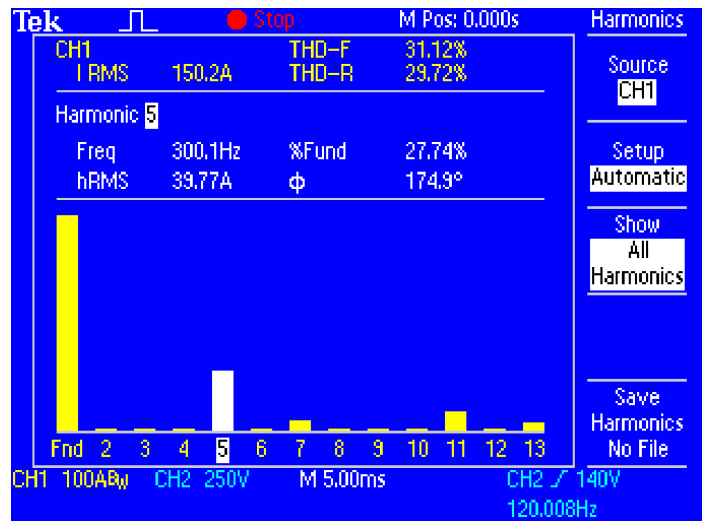 Tek Stop M Pos: 0.000s Harmonics
CH1 THD-F 31.12%
I RMS 150.2A THD-R 29.72%
Source
CH1
Harmonic 5
Freq 300.1Hz %Fund 27.74%
hRMS 39.77A ϕ 174.9°
Setup
Automatic
Show
All
Harmonics
Save
Harmonics
No File
Fnd 2 3 4 5 6 7 8 9 10 11 12 13
CH1 100ABw CH2 250V M 5.00ms CH2 140V
120.008Hz